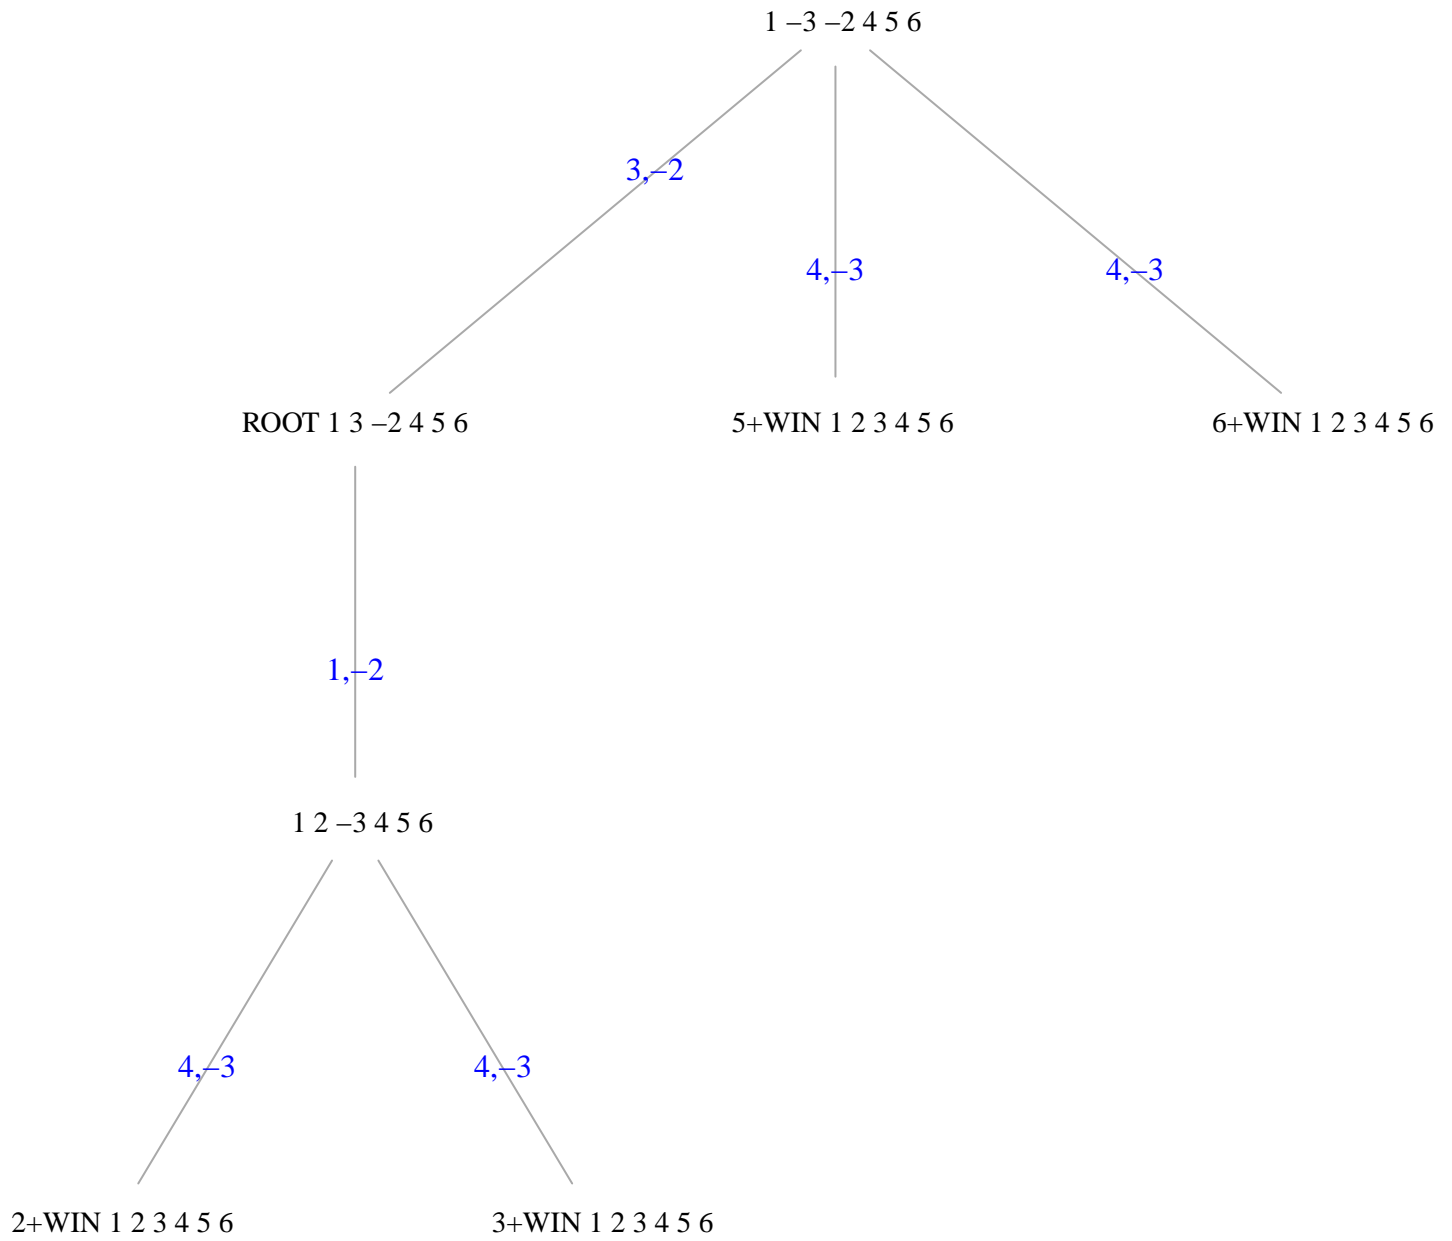 1 –3 –2 4 5 6
3,–2
4,–3
4,–3
ROOT 1 3 –2 4 5 6
5+WIN 1 2 3 4 5 6
6+WIN 1 2 3 4 5 6
1,–2
1 2 –3 4 5 6
4,–3
4,–3
2+WIN 1 2 3 4 5 6
3+WIN 1 2 3 4 5 6